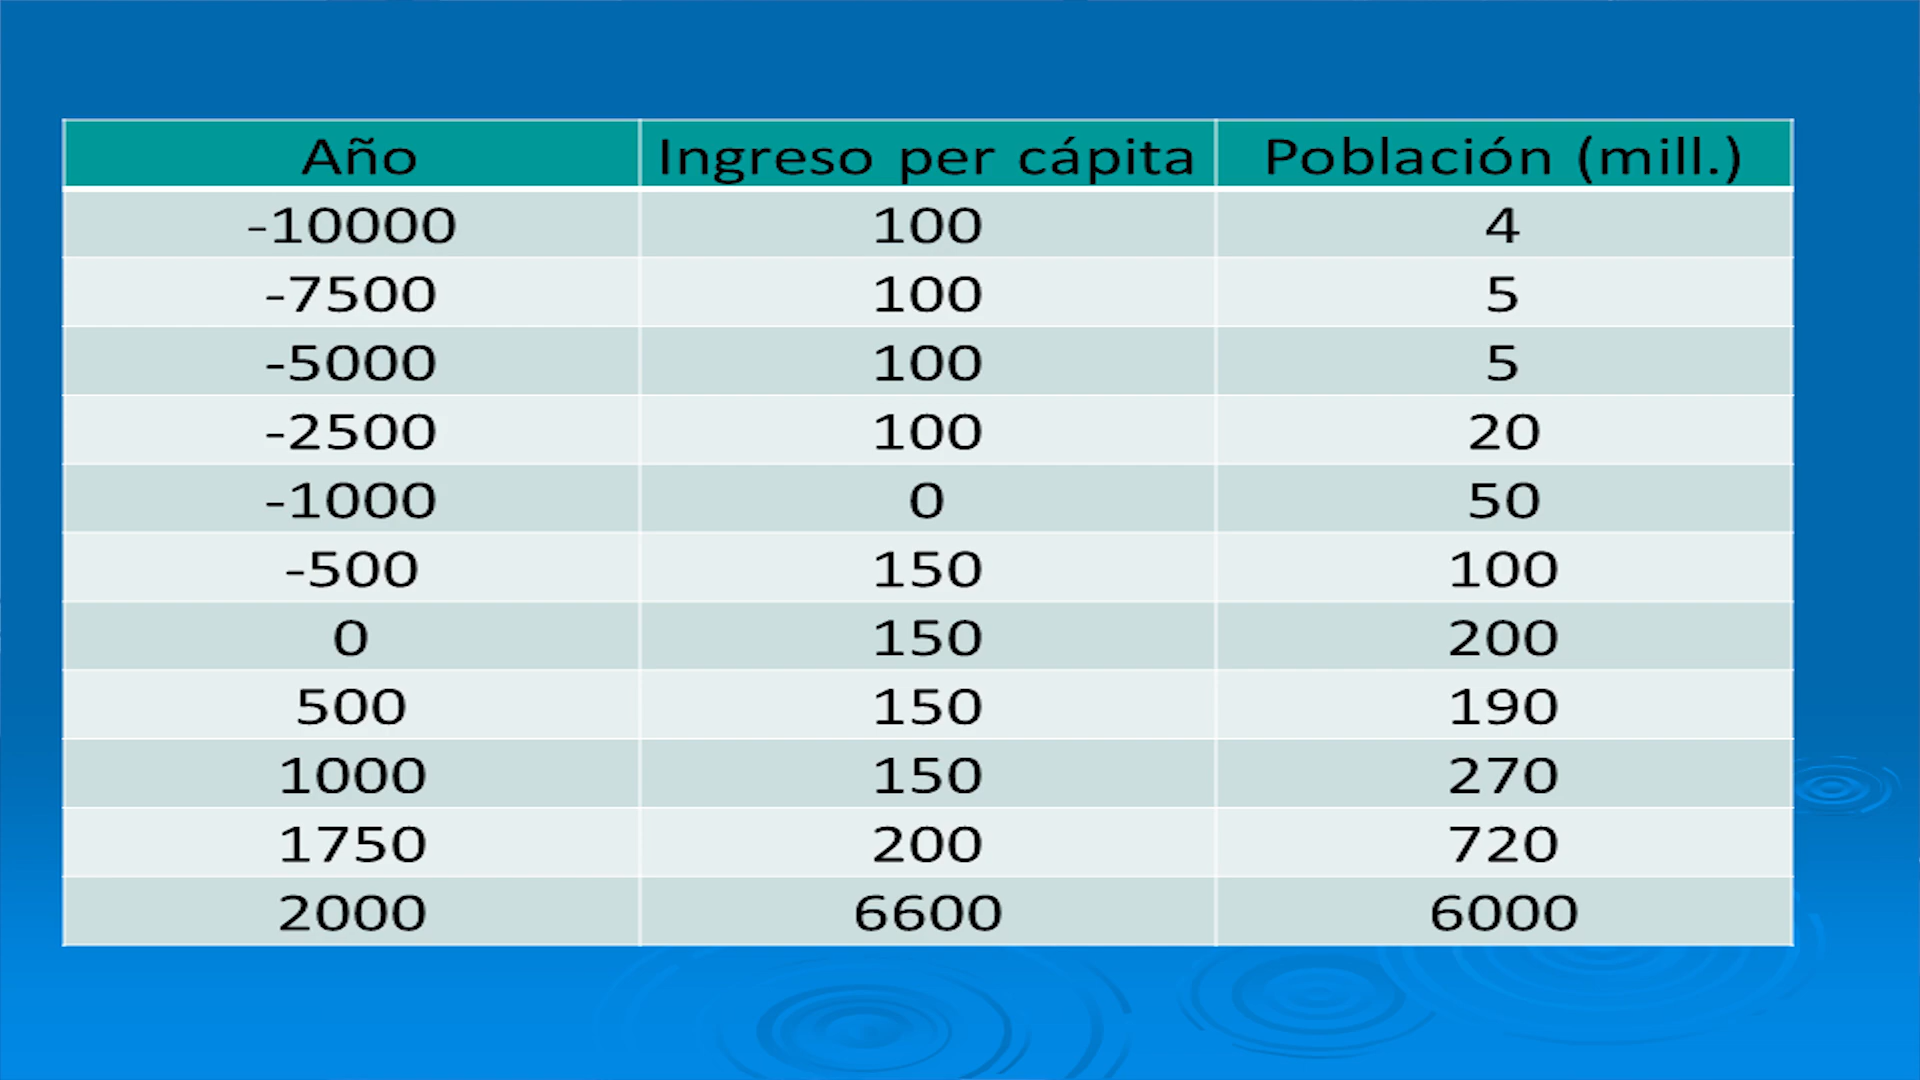 Año Ingreso per cápita Población (mill.)
-10000 100 4
-7500 100 5
-5000 100 5
-2500 100 20
-1000 0 50
-500 150 100
0 150 200
500 150 190
1000 150 270
1750 200 720
2000 6600 6000